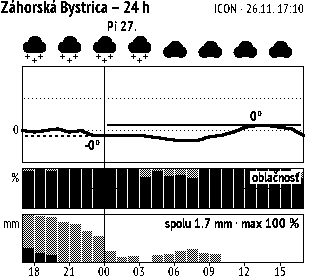 Záhorská Bystrica – 24 h ICON · 26.11. 17:10
Pi 27.
0
0°
-0°
% oblačnosť
mm spolu 1.7 mm · max 100 %
18 21 00 03 06 09 12 15